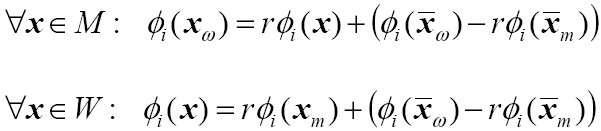 ∀x ∈ M :  ϕᵢ(x_ω) = rϕᵢ(x) + (ϕᵢ(x̅_ω) − rϕᵢ(x̅_m))
∀x ∈ W :  ϕᵢ(x) = rϕᵢ(x_m) + (ϕᵢ(x̅_ω) − rϕᵢ(x̅_m))